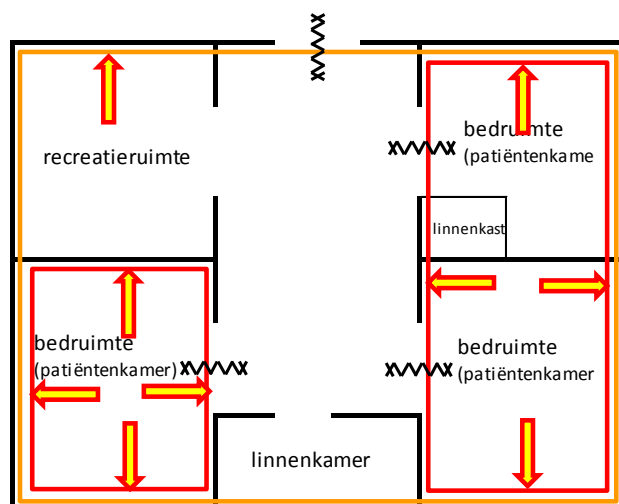 bedruimte
(patiëntenkame
recreatieruimte
linnenkast
bedruimte
(patiëntenkamer)
bedruimte
(patiëntenkamer
linnenkamer